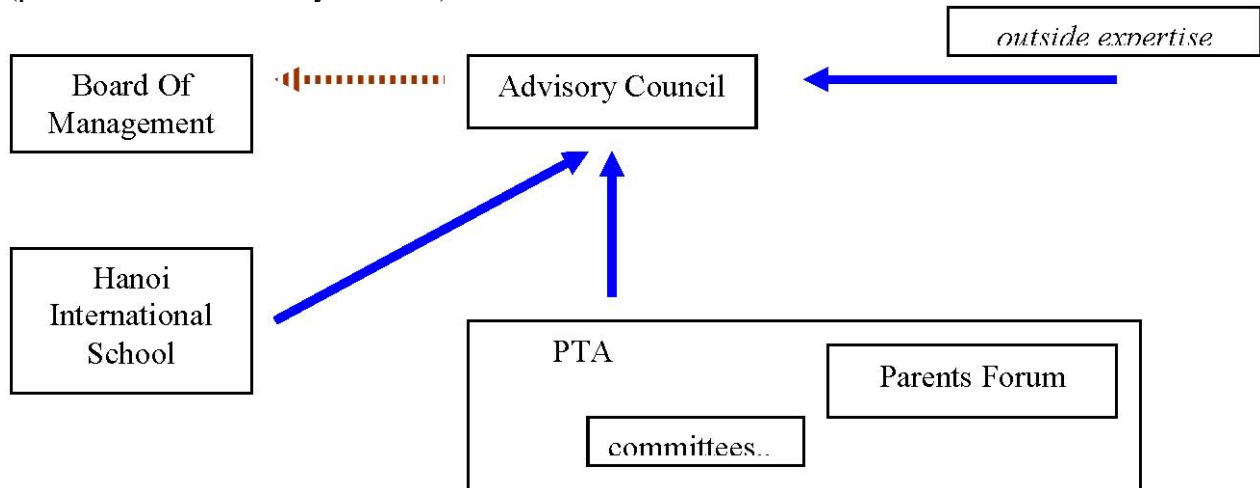 outside expertise
Board Of
Management
Advisory Council
Hanoi
International
School
PTA
Parents Forum
committees..